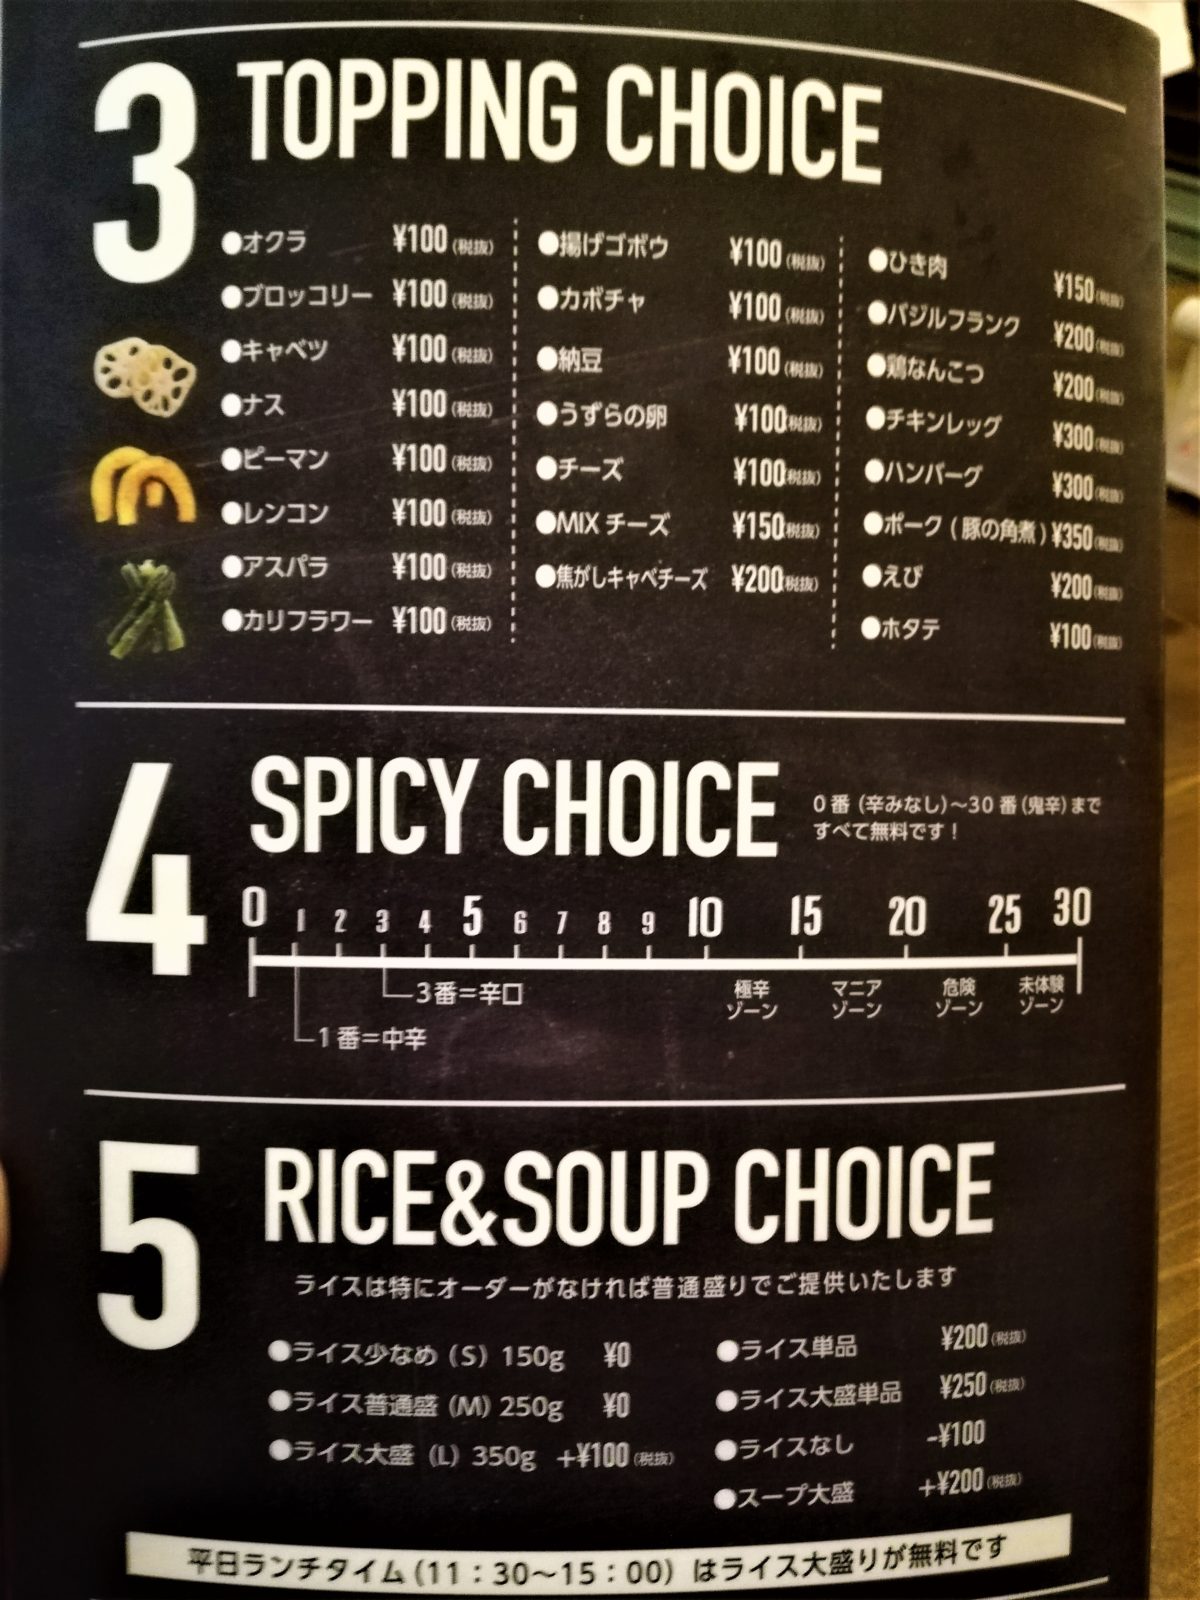 3 TOPPING CHOICE
●オクラ ¥100(税抜)
●ブロッコリー ¥100(税抜)
●キャベツ ¥100(税抜)
●ナス ¥100(税抜)
●ピーマン ¥100(税抜)
●レンコン ¥100(税抜)
●アスパラ ¥100(税抜)
●カリフラワー ¥100(税抜)
●揚げゴボウ ¥100(税抜)
●カボチャ ¥100(税抜)
●納豆 ¥100(税抜)
●うずらの卵 ¥100(税抜)
●チーズ ¥100(税抜)
●MIX チーズ ¥150(税抜)
●焦がしキャベチーズ ¥200(税抜)
●ひき肉 ¥150(税抜)
●バジルフランク ¥200(税抜)
●鶏なんこつ ¥200(税抜)
●チキンレッグ ¥300(税抜)
●ハンバーグ ¥300(税抜)
●ポーク (豚の角煮) ¥350(税抜)
●えび ¥200(税抜)
●ホタテ ¥100(税抜)
4 SPICY CHOICE
0番 (辛みなし)～30番(鬼辛)まで
すべて無料です！
0 1 2 3 4 5 6 7 8 9 10 15 20 25 30
3番＝辛口
1番＝中辛
極辛
ゾーン
マニア
ゾーン
危険
ゾーン
未体験
ゾーン
5 RICE&SOUP CHOICE
ライスは特にオーダーがなければ普通盛りでご提供いたします
●ライス少なめ (S) 150g ¥0
●ライス普通盛 (M) 250g ¥0
●ライス大盛 (L) 350g +¥100(税抜)
●ライス単品 ¥200(税抜)
●ライス大盛単品 ¥250(税抜)
●ライスなし -¥100
●スープ大盛 +¥200(税抜)
平日ランチタイム(11：30～15：00) はライス大盛りが無料です